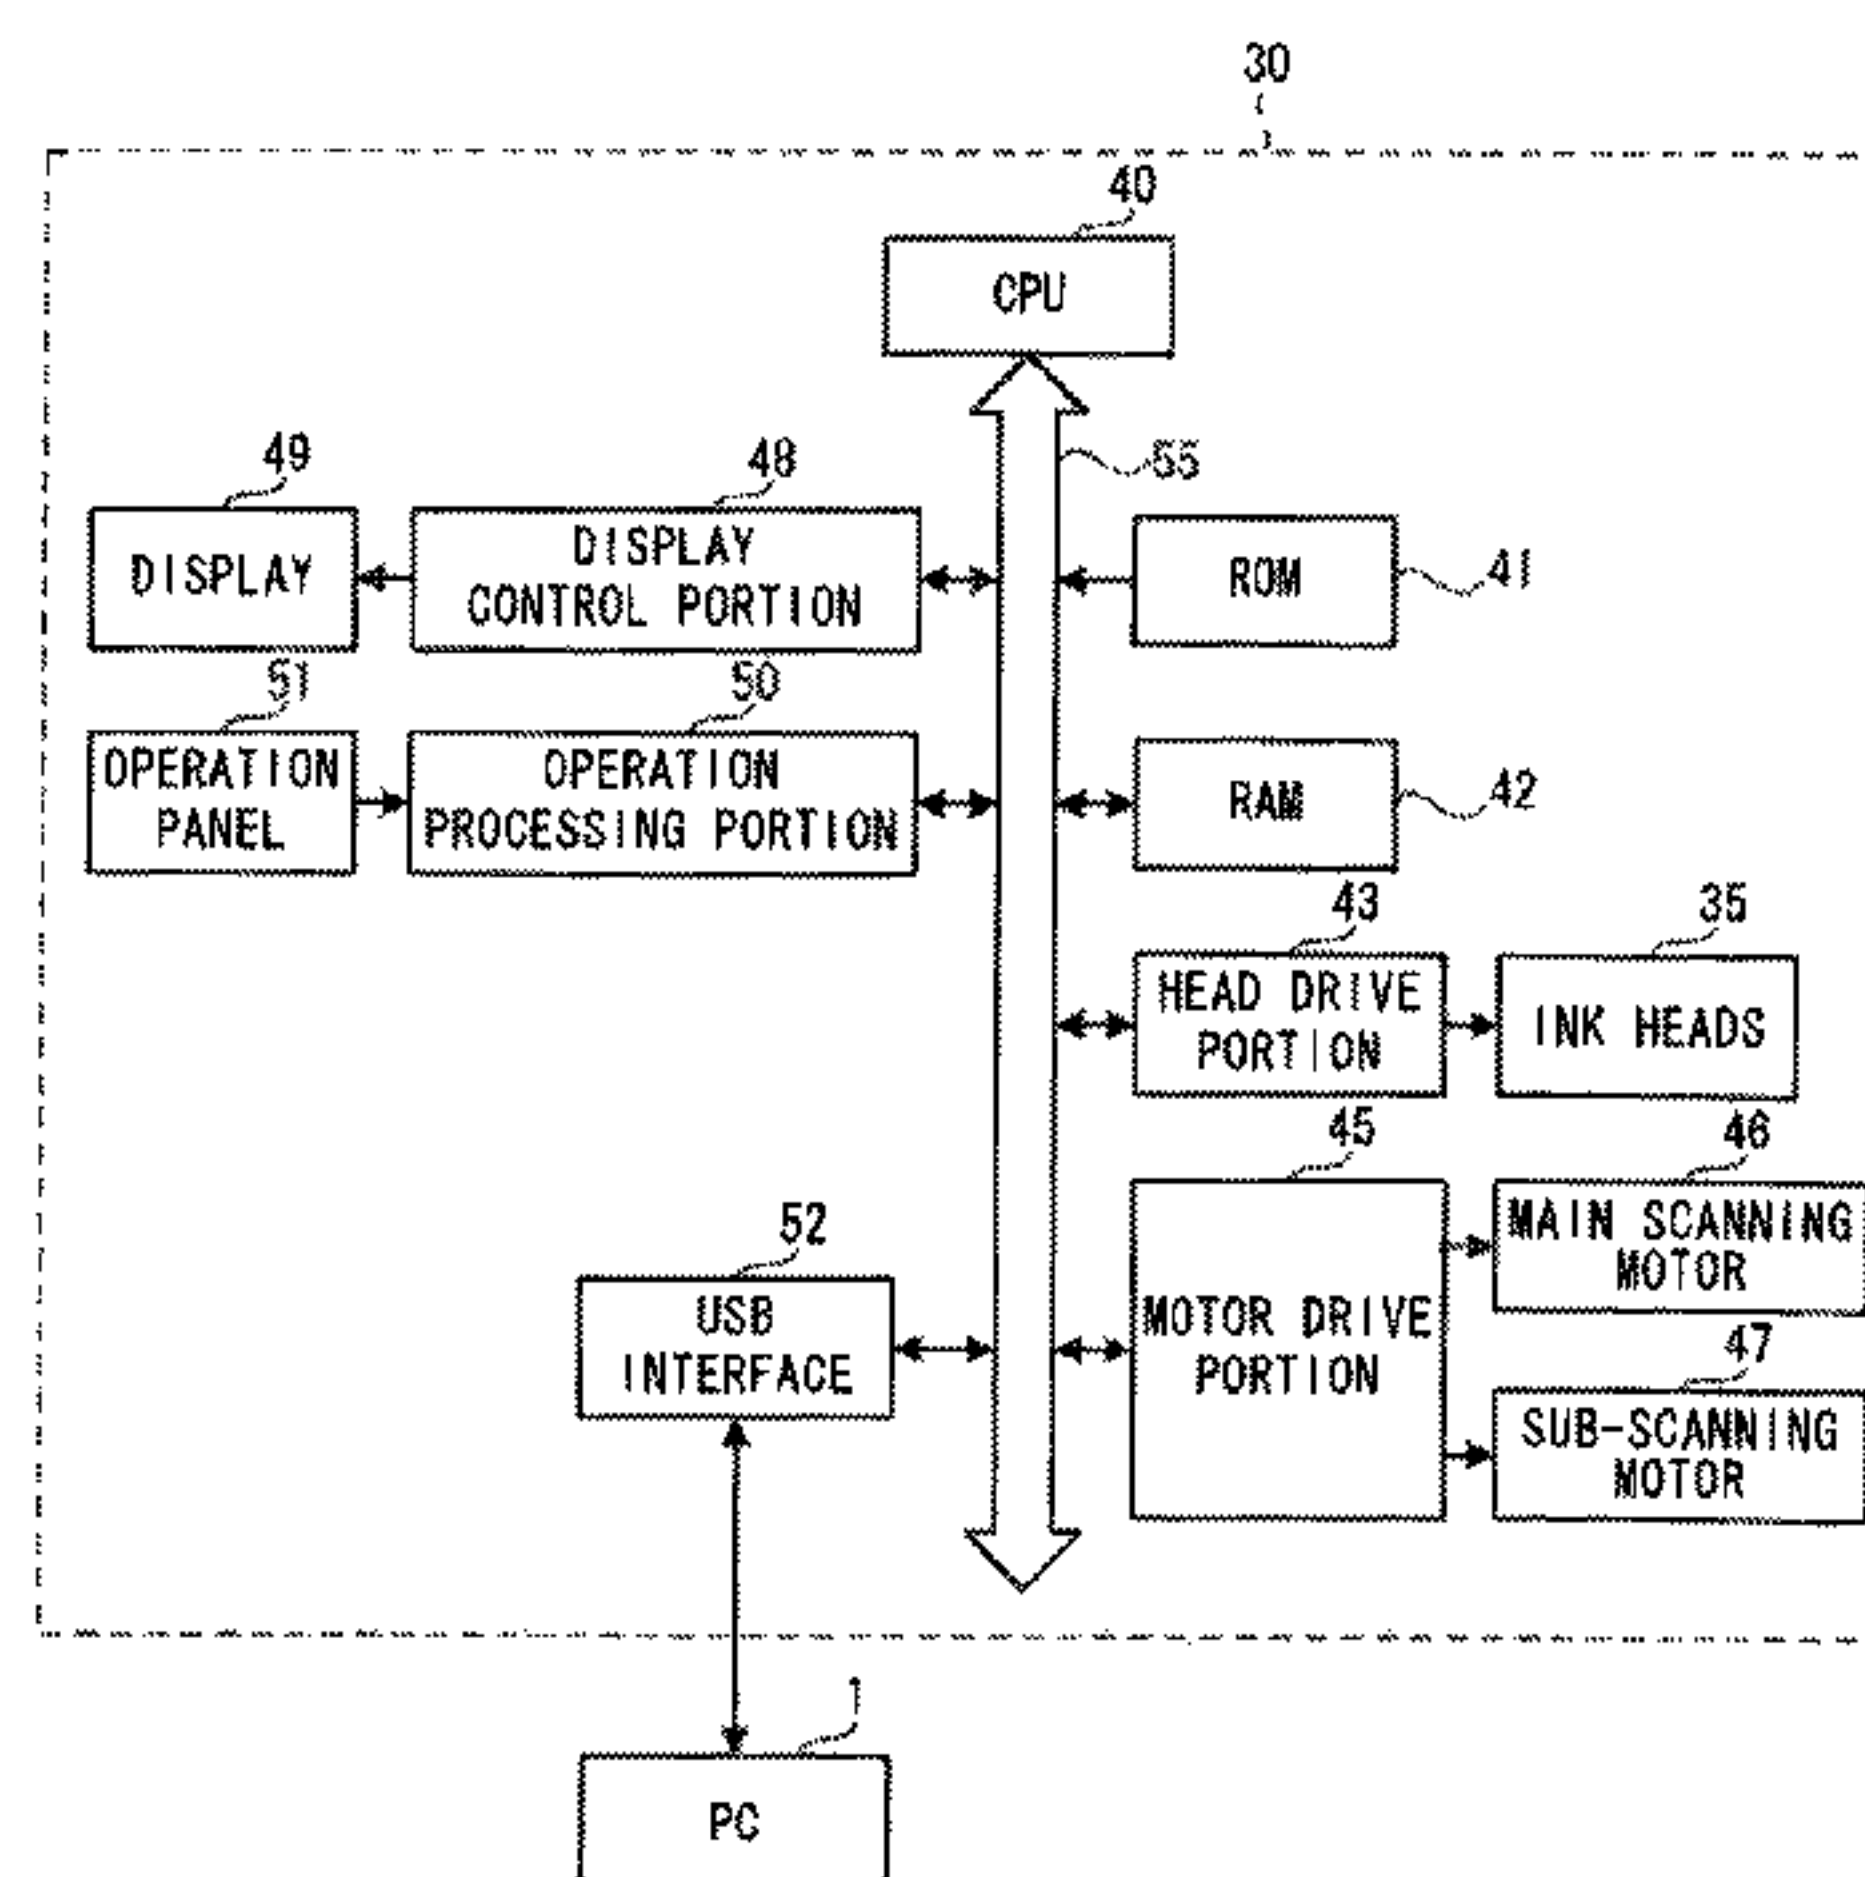 30
40
CPU
55
49
48
DISPLAY
DISPLAY
CONTROL PORTION
ROM
41
51
50
OPERATION
PANEL
OPERATION
PROCESSING PORTION
RAM
42
43
35
HEAD DRIVE
PORTION
INK HEADS
45
46
MOTOR DRIVE
PORTION
MAIN SCANNING
MOTOR
47
SUB-SCANNING
MOTOR
52
USB
INTERFACE
1
PC